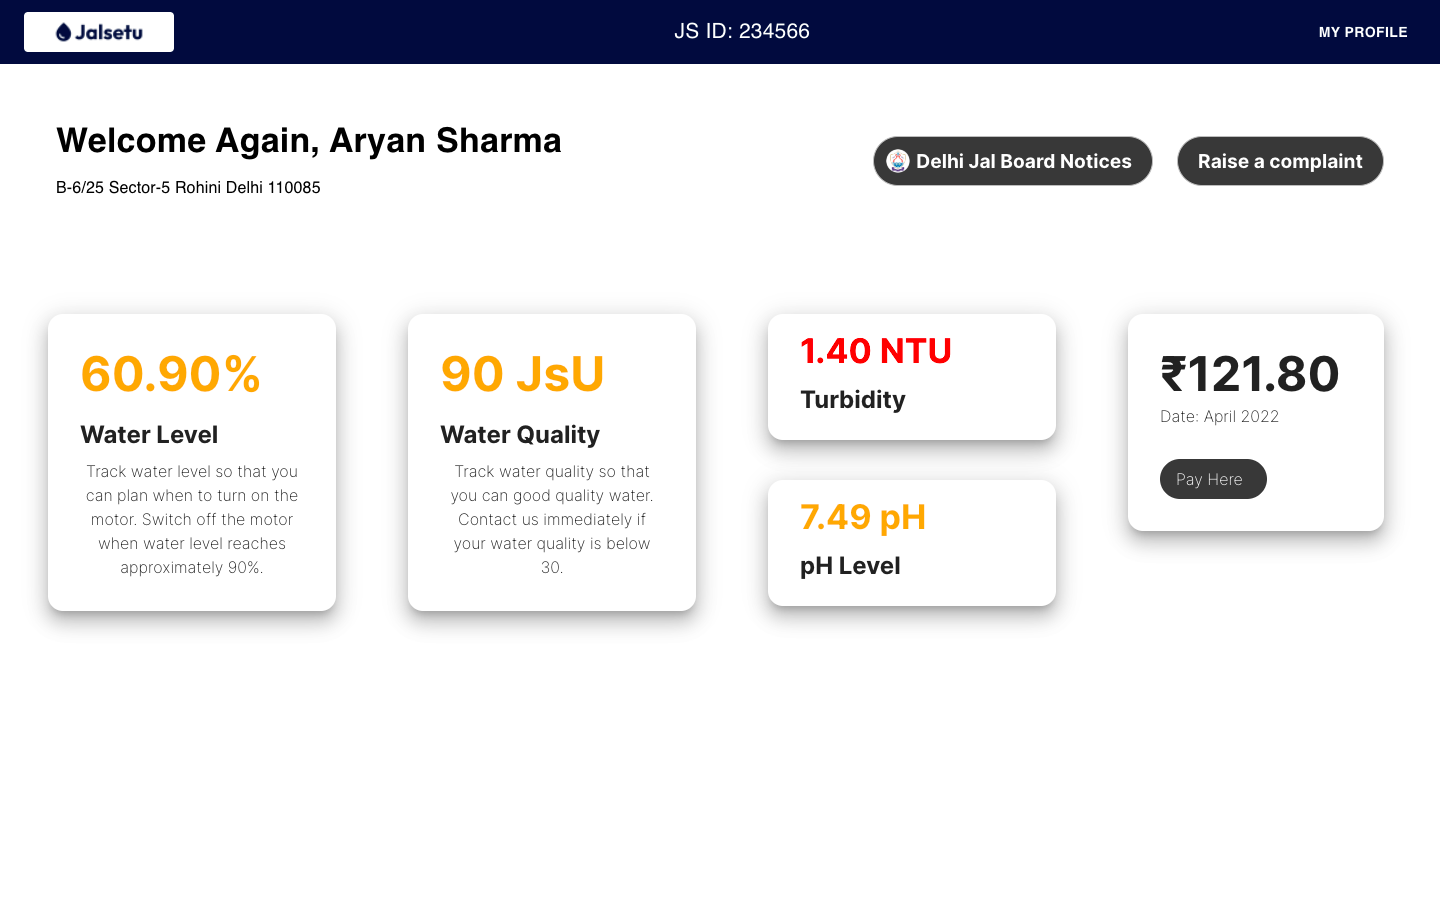 Jalsetu
JS ID: 234566
MY PROFILE
Welcome Again, Aryan Sharma
B-6/25 Sector-5 Rohini Delhi 110085
Delhi Jal Board Notices
Raise a complaint
60.90%
Water Level
Track water level so that you
can plan when to turn on the
motor. Switch off the motor
when water level reaches
approximately 90%.
90 JsU
Water Quality
Track water quality so that
you can good quality water.
Contact us immediately if
your water quality is below
30.
1.40 NTU
Turbidity
7.49 pH
pH Level
₹121.80
Date: April 2022
Pay Here